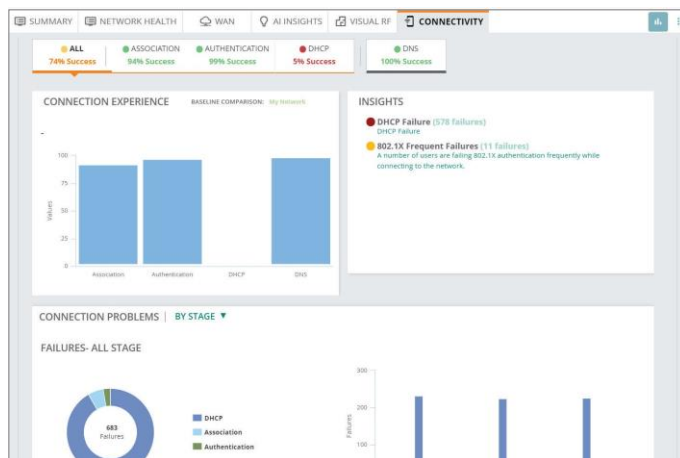 SUMMARY NETWORK HEALTH WAN AI INSIGHTS VISUAL RF CONNECTIVITY
ALL ASSOCIATION AUTHENTICATION DHCP DNS
74% Success 94% Success 99% Success 5% Success 100% Success
CONNECTION EXPERIENCE BASELINE COMPARISON: My Network
-
100
75
50
25
0
Values
Association Authentication DHCP DNS
INSIGHTS
DHCP Failure (578 failures)
DHCP Failure
802.1X Frequent Failures (11 failures)
A number of users are failing 802.1X authentication frequently while
connecting to the network.
CONNECTION PROBLEMS | BY STAGE ▼
FAILURES- ALL STAGE
683
Failures
DHCP
Association
Authentication
300
200
100
Failures